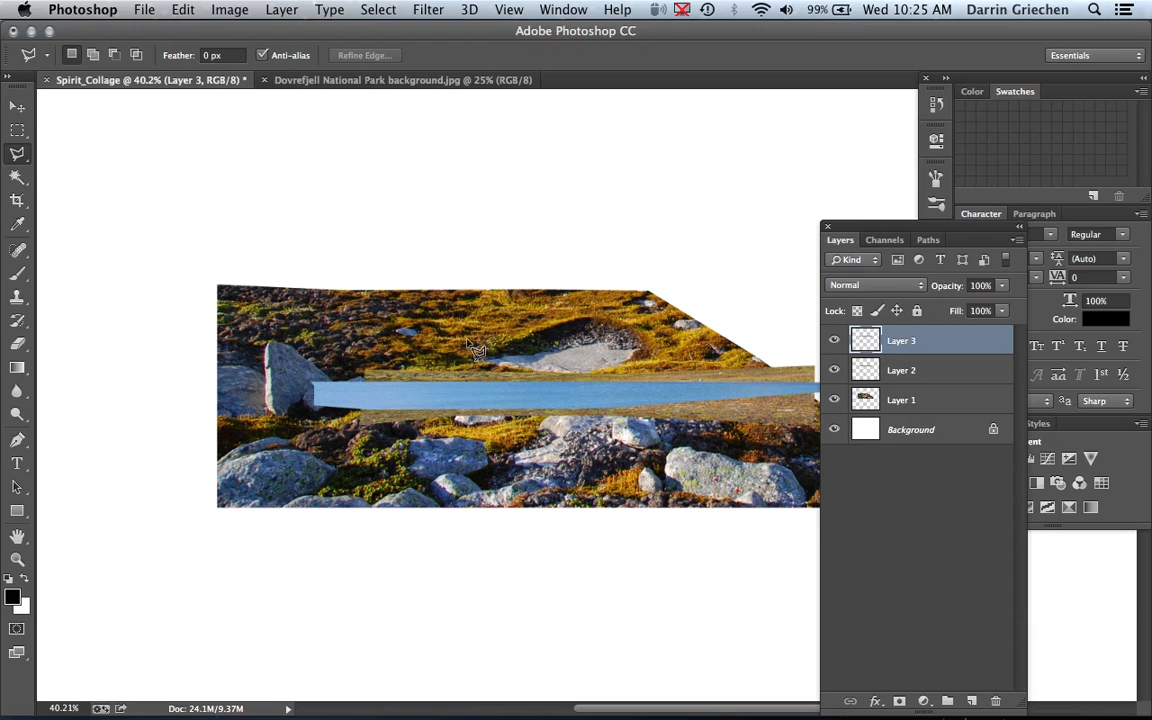 Photoshop File Edit Image Layer Type Select Filter 3D View Window Help 99% Wed 10:25 AM Darrin Griechen
Adobe Photoshop CC
Feather: 0 px Anti-alias Refine Edge... Essentials
Spirit_Collage @ 40.2% (Layer 3, RGB/8) * Dovrefjell National Park background.jpg @ 25% (RGB/8)
Color Swatches
Character Paragraph
Regular
Layers Channels Paths
Kind
(Auto)
0
Normal Opacity: 100%
Lock: Fill: 100%
100%
Color:
Layer 3
Layer 2
Layer 1
Background
Sharp
Styles
ent
40.21% Doc: 24.1M/9.37M